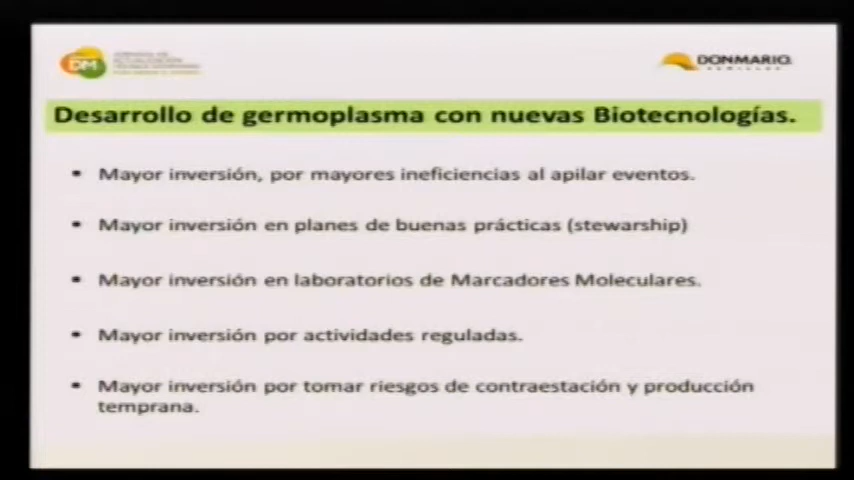 DM
DONMARIO
Desarrollo de germoplasma con nuevas Biotecnologías.
• Mayor inversión, por mayores ineficiencias al apilar eventos.
• Mayor inversión en planes de buenas prácticas (stewarship)
• Mayor inversión en laboratorios de Marcadores Moleculares.
• Mayor inversión por actividades reguladas.
• Mayor inversión por tomar riesgos de contraestación y producción
temprana.